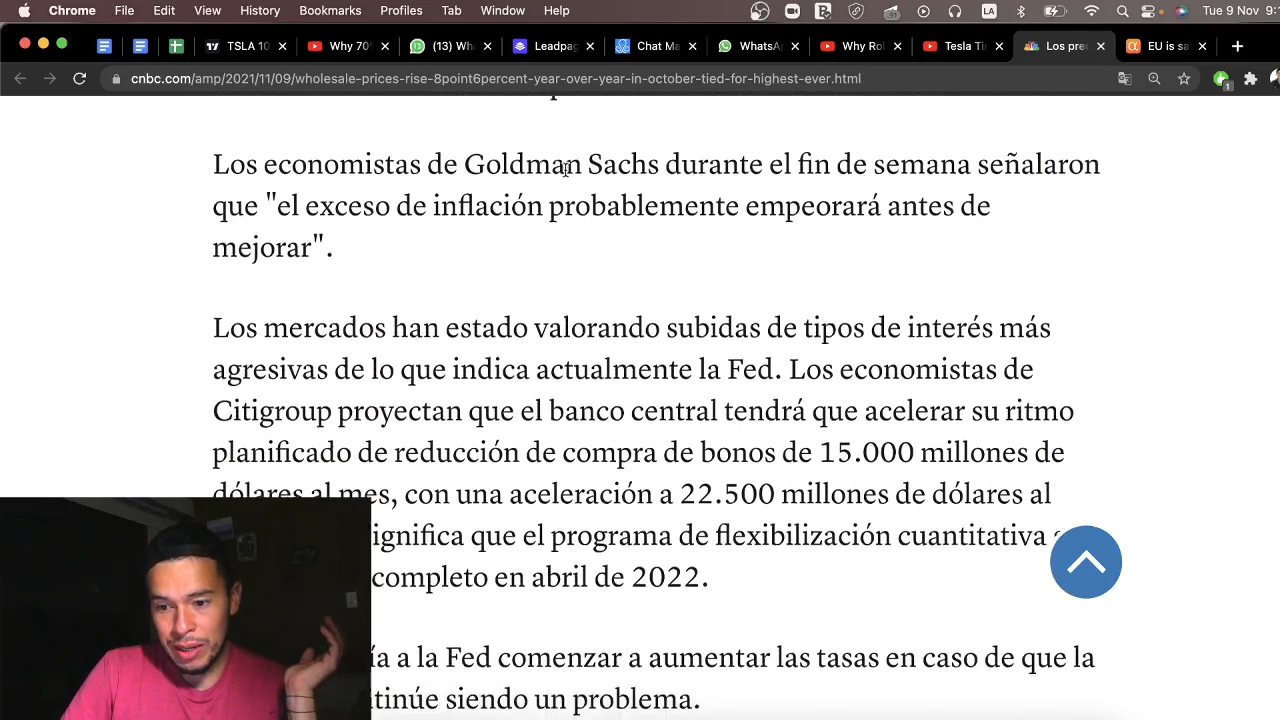 Chrome File Edit View History Bookmarks Profiles Tab Window Help LA Tue 9 Nov
TSLA 10 Why 70 (13) Wh Leadpag Chat Ma WhatsA Why Rol Tesla Ti Los prec EU is sa
cnbc.com/amp/2021/11/09/wholesale-prices-rise-8point6percent-year-over-year-in-october-tied-for-highest-ever.html
1
Los economistas de Goldman Sachs durante el fin de semana señalaron
que "el exceso de inflación probablemente empeorará antes de
mejorar".
Los mercados han estado valorando subidas de tipos de interés más
agresivas de lo que indica actualmente la Fed. Los economistas de
Citigroup proyectan que el banco central tendrá que acelerar su ritmo
planificado de reducción de compra de bonos de 15.000 millones de
dólares al mes, con una aceleración a 22.500 millones de dólares al
ignifica que el programa de flexibilización cuantitativa
completo en abril de 2022.
ía a la Fed comenzar a aumentar las tasas en caso de que la
tinúe siendo un problema.